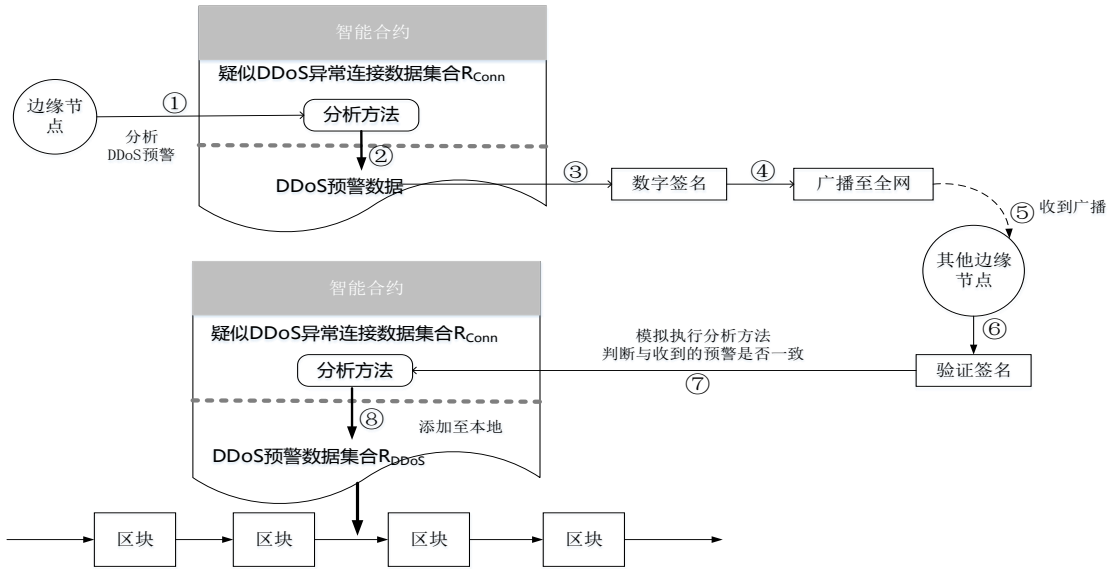 智能合约
疑似DDoS异常连接数据集合RConn
边缘节
点
①
分析方法
分析
DDoS预警
②
DDoS预警数据
③
数字签名
④
广播至全网
⑤
收到广播
其他边缘
节点
⑥
验证签名
智能合约
疑似DDoS异常连接数据集合RConn
模拟执行分析方法
判断与收到的预警是否一致
⑦
分析方法
⑧
添加至本地
DDoS预警数据集合RDDoS
区块
区块
区块
区块